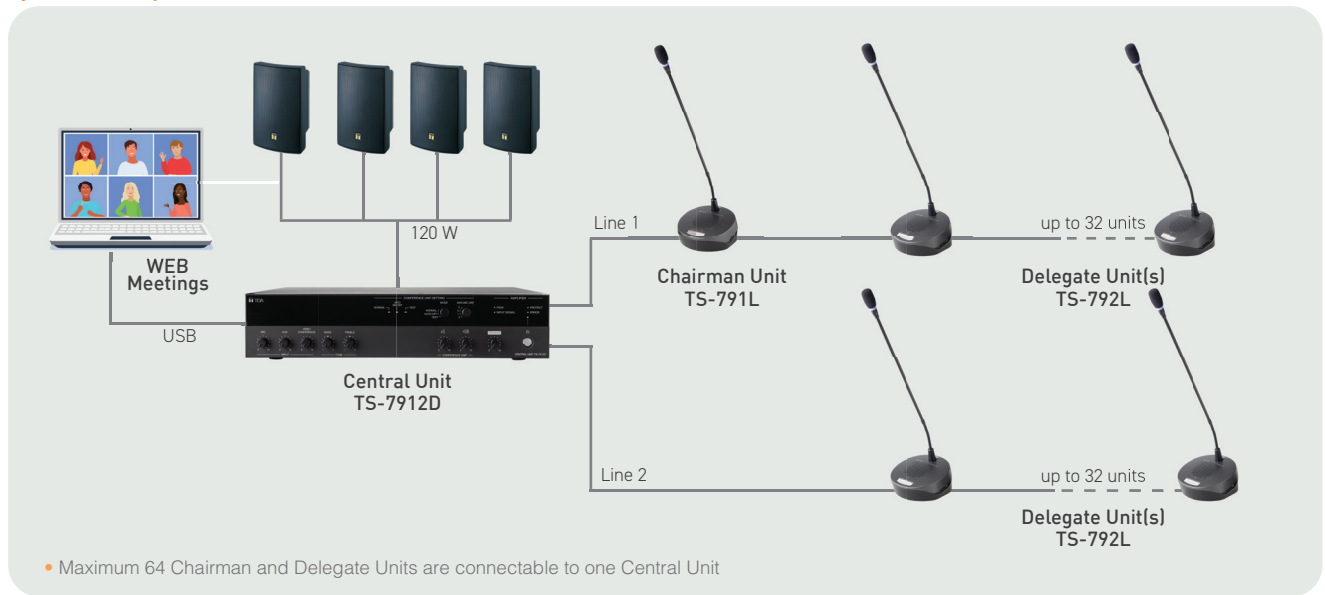 120 W
WEB
Meetings
USB
TOA
Line 1
up to 32 units
Chairman Unit
TS-791L
Delegate Unit(s)
TS-792L
Central Unit
TS-7912D
Line 2
up to 32 units
Delegate Unit(s)
TS-792L
• Maximum 64 Chairman and Delegate Units are connectable to one Central Unit